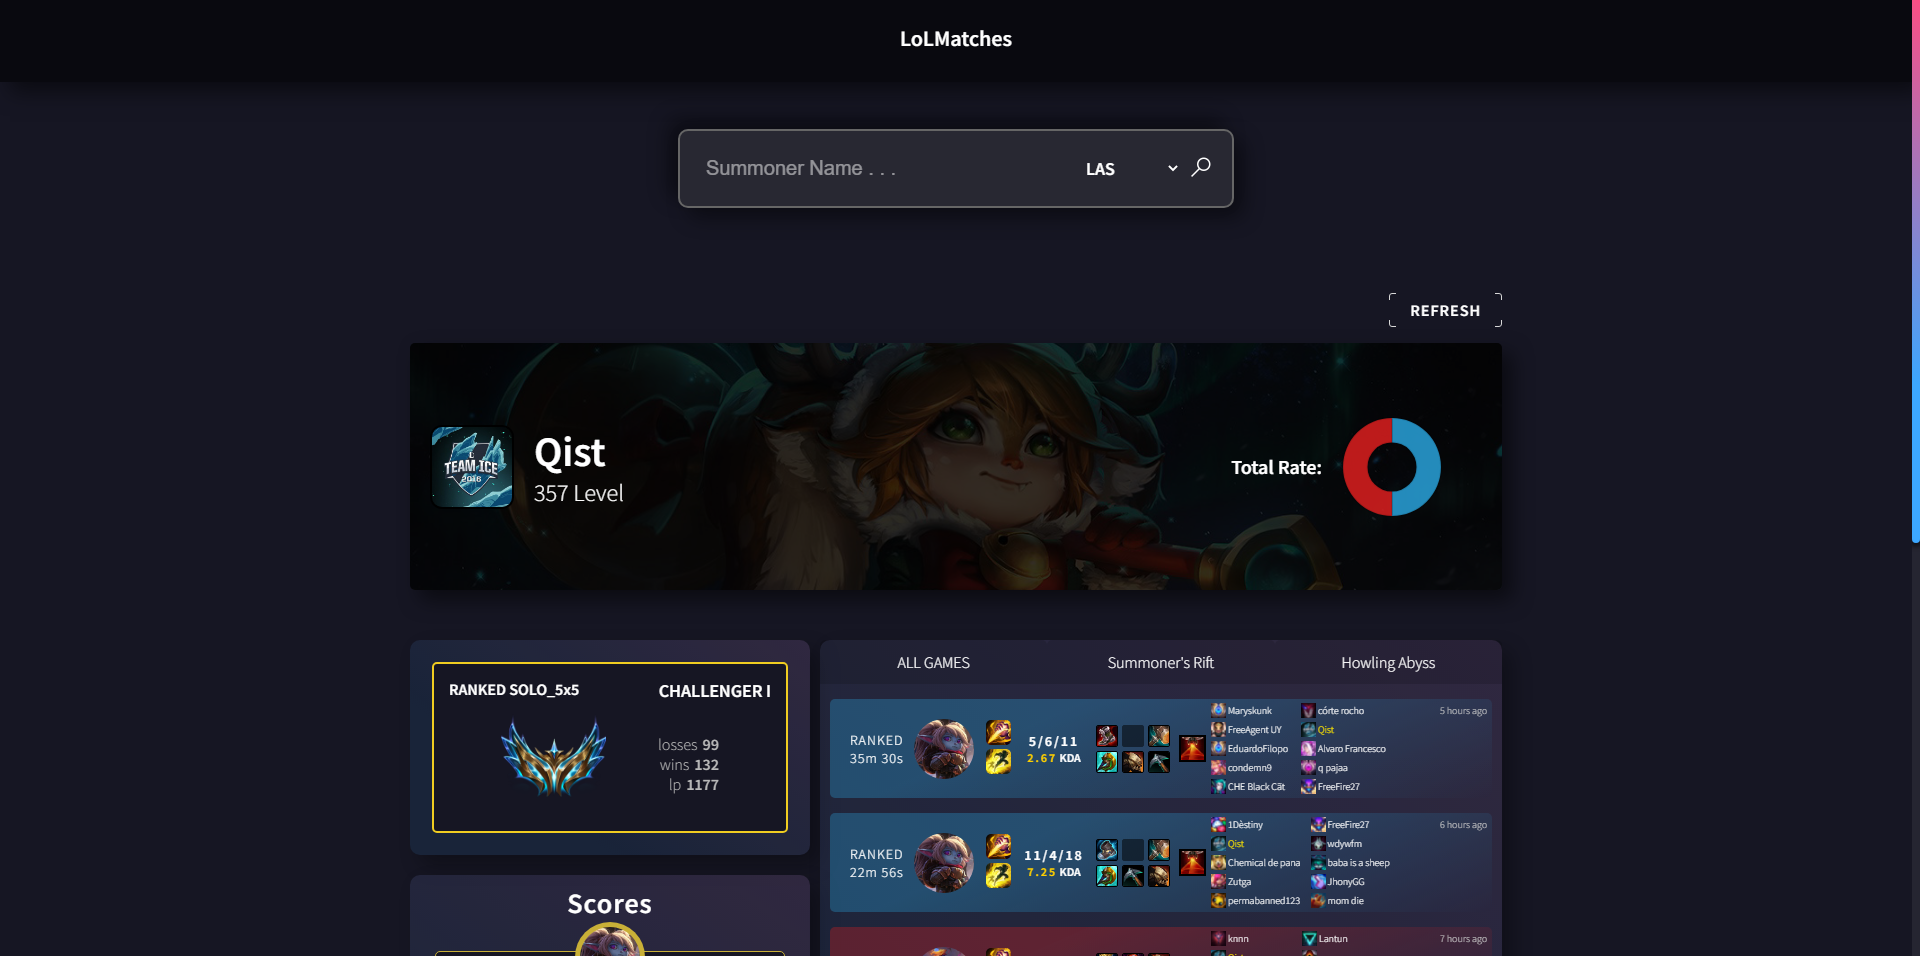 LoLMatches
Summoner Name . . .
LAS
REFRESH
TEAM ICE
2016
Qist
357 Level
Total Rate:
RANKED SOLO_5x5
CHALLENGER I
losses 99
wins 132
lp 1177
Scores
ALL GAMES
Summoner's Rift
Howling Abyss
RANKED
35m 30s
5/6/11
2.67 KDA
Maryskunk
FreeAgent UY
EduardoFilopo
condemn9
CHE Black Cät
córte rocho
Qist
Alvaro Francesco
q pajaa
FreeFire27
5 hours ago
RANKED
22m 56s
11/4/18
7.25 KDA
1Dèstiny
Qist
Chemical de pana
Zutga
permabanned123
FreeFire27
wdywfm
baba is a sheep
JhonyGG
mom die
6 hours ago
knnn
Lantun
7 hours ago